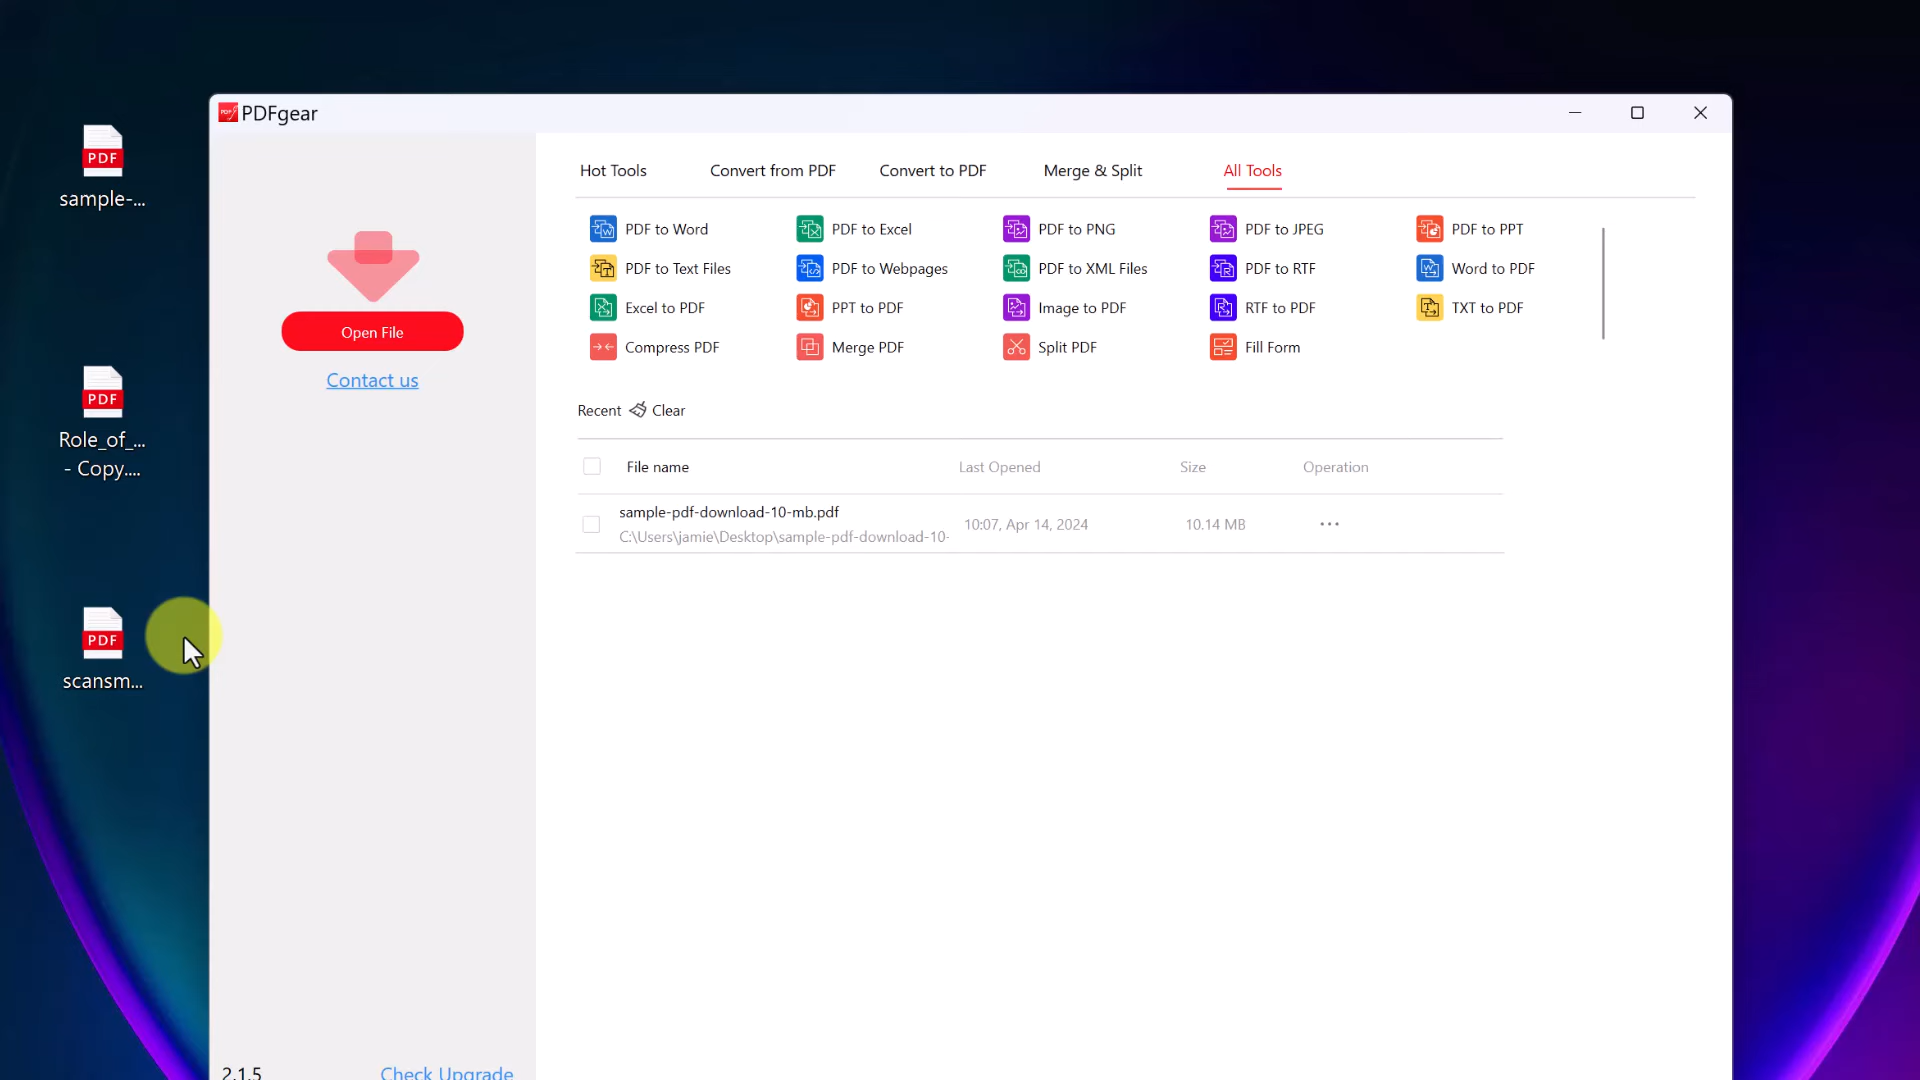 PDF
sample-...
PDF
Role_of_...
- Copy....
PDF
scansm...
PDFgear
Open File
Contact us
2.1.5
Check Upgrade
Hot Tools
Convert from PDF
Convert to PDF
Merge & Split
All Tools
PDF to Word
PDF to Excel
PDF to PNG
PDF to JPEG
PDF to PPT
PDF to Text Files
PDF to Webpages
PDF to XML Files
PDF to RTF
Word to PDF
Excel to PDF
PPT to PDF
Image to PDF
RTF to PDF
TXT to PDF
Compress PDF
Merge PDF
Split PDF
Fill Form
Recent
Clear
File name
Last Opened
Size
Operation
sample-pdf-download-10-mb.pdf
C:\Users\jamie\Desktop\sample-pdf-download-10-
10:07, Apr 14, 2024
10.14 MB